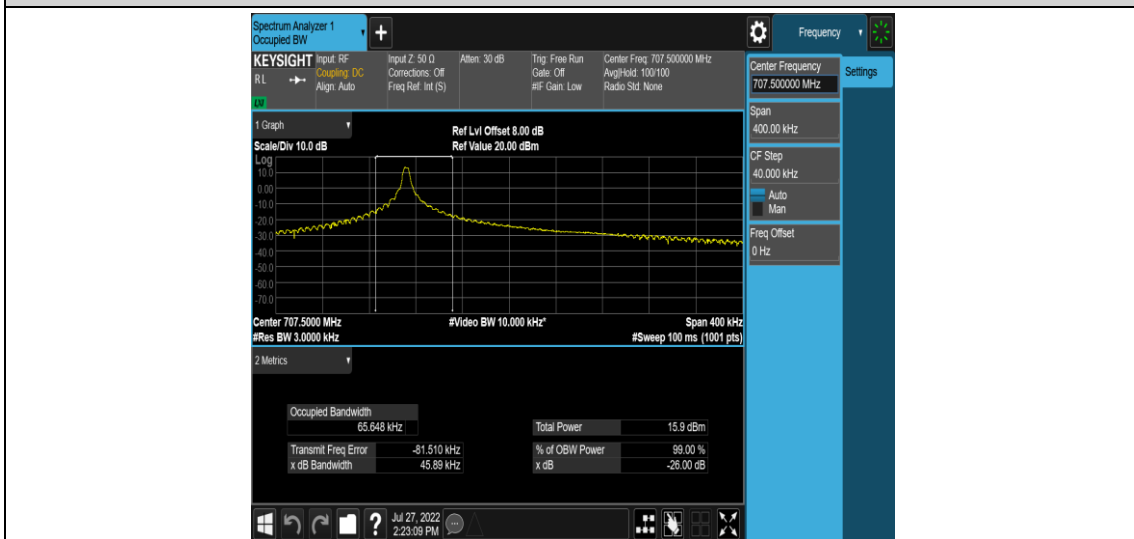 Spectrum Analyzer 1
Occupied BW
Frequency
KEYSIGHT
RL
LXI
Input: RF
Coupling: DC
Align: Auto
Input Z: 50 Ω
Corrections: Off
Freq Ref: Int (S)
Atten: 30 dB
Trig: Free Run
Gate: Off
#IF Gain: Low
Center Freq: 707.500000 MHz
Avg|Hold: 100/100
Radio Std: None
Center Frequency
707.500000 MHz
Settings
Span
400.00 kHz
CF Step
40.000 kHz
Auto
Man
Freq Offset
0 Hz
1 Graph
Scale/Div 10.0 dB
Ref Lvl Offset 8.00 dB
Ref Value 20.00 dBm
Log
10.0
0.00
-10.0
-20.0
-30.0
-40.0
-50.0
-60.0
-70.0
Center 707.5000 MHz
#Res BW 3.0000 kHz
#Video BW 10.000 kHz*
Span 400 kHz
#Sweep 100 ms (1001 pts)
2 Metrics
Occupied Bandwidth
65.648 kHz
Total Power 15.9 dBm
Transmit Freq Error -81.510 kHz
% of OBW Power 99.00 %
x dB Bandwidth 45.89 kHz
x dB -26.00 dB
?
Jul 27, 2022
2:23:09 PM